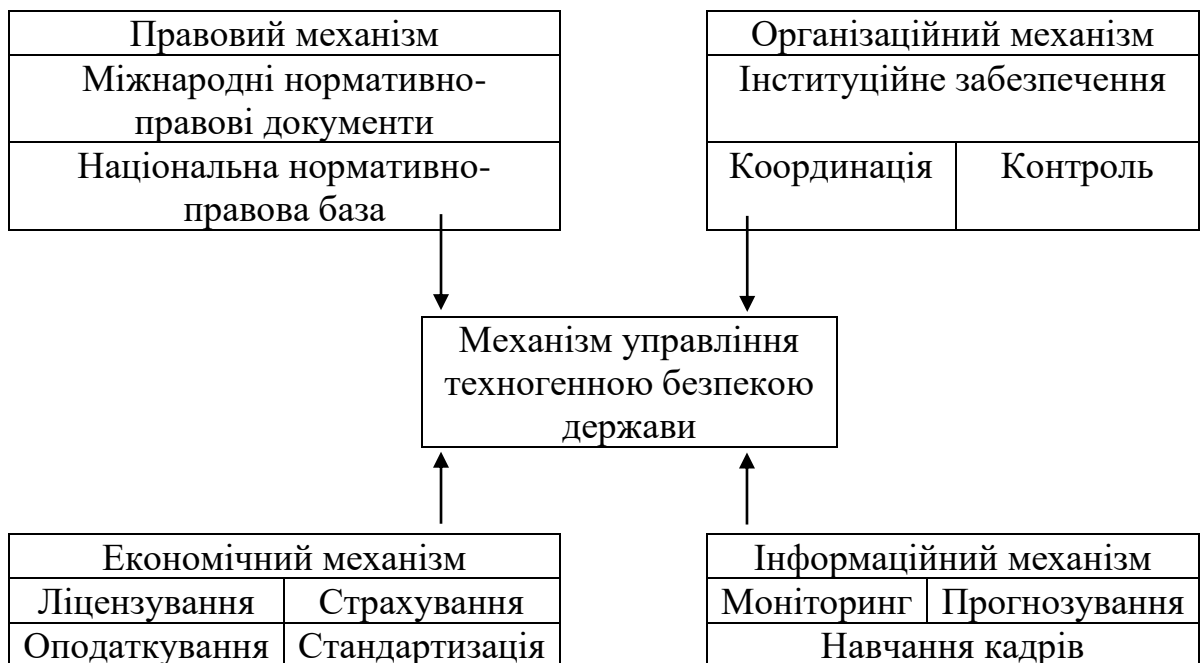 Правовий механізм
Міжнародні нормативно-
правові документи
Національна нормативно-
правова база
Організаційний механізм
Інституційне забезпечення
Координація
Контроль
Механізм управління
техногенною безпекою
держави
Економічний механізм
Ліцензування
Страхування
Оподаткування
Стандартизація
Інформаційний механізм
Моніторинг
Прогнозування
Навчання кадрів